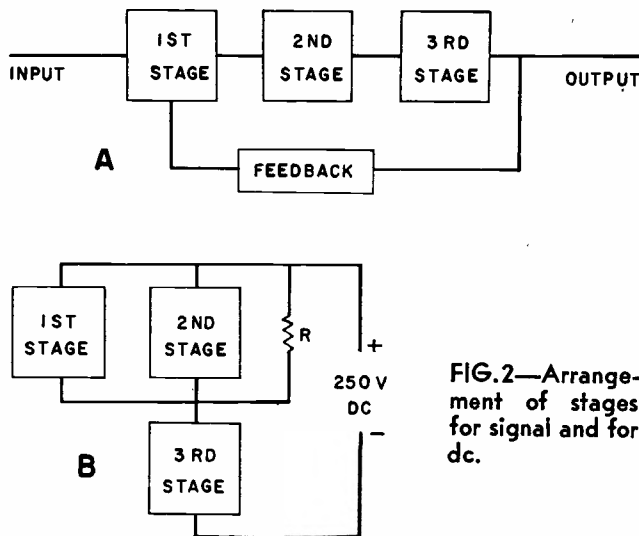 1ST
STAGE
2ND
STAGE
3RD
STAGE
INPUT
OUTPUT
A
FEEDBACK
1ST
STAGE
2ND
STAGE
R
+
250 V
DC
−
3RD
STAGE
B
FIG.2—Arrange-
ment of stages
for signal and for
dc.